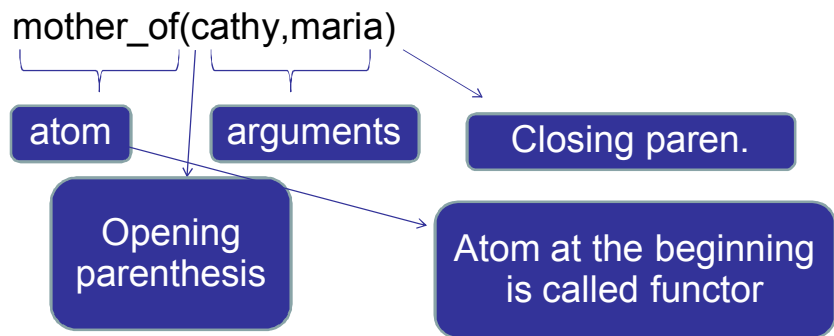 mother_of(cathy,maria)
atom
arguments
Closing paren.
Opening
parenthesis
Atom at the beginning
is called functor